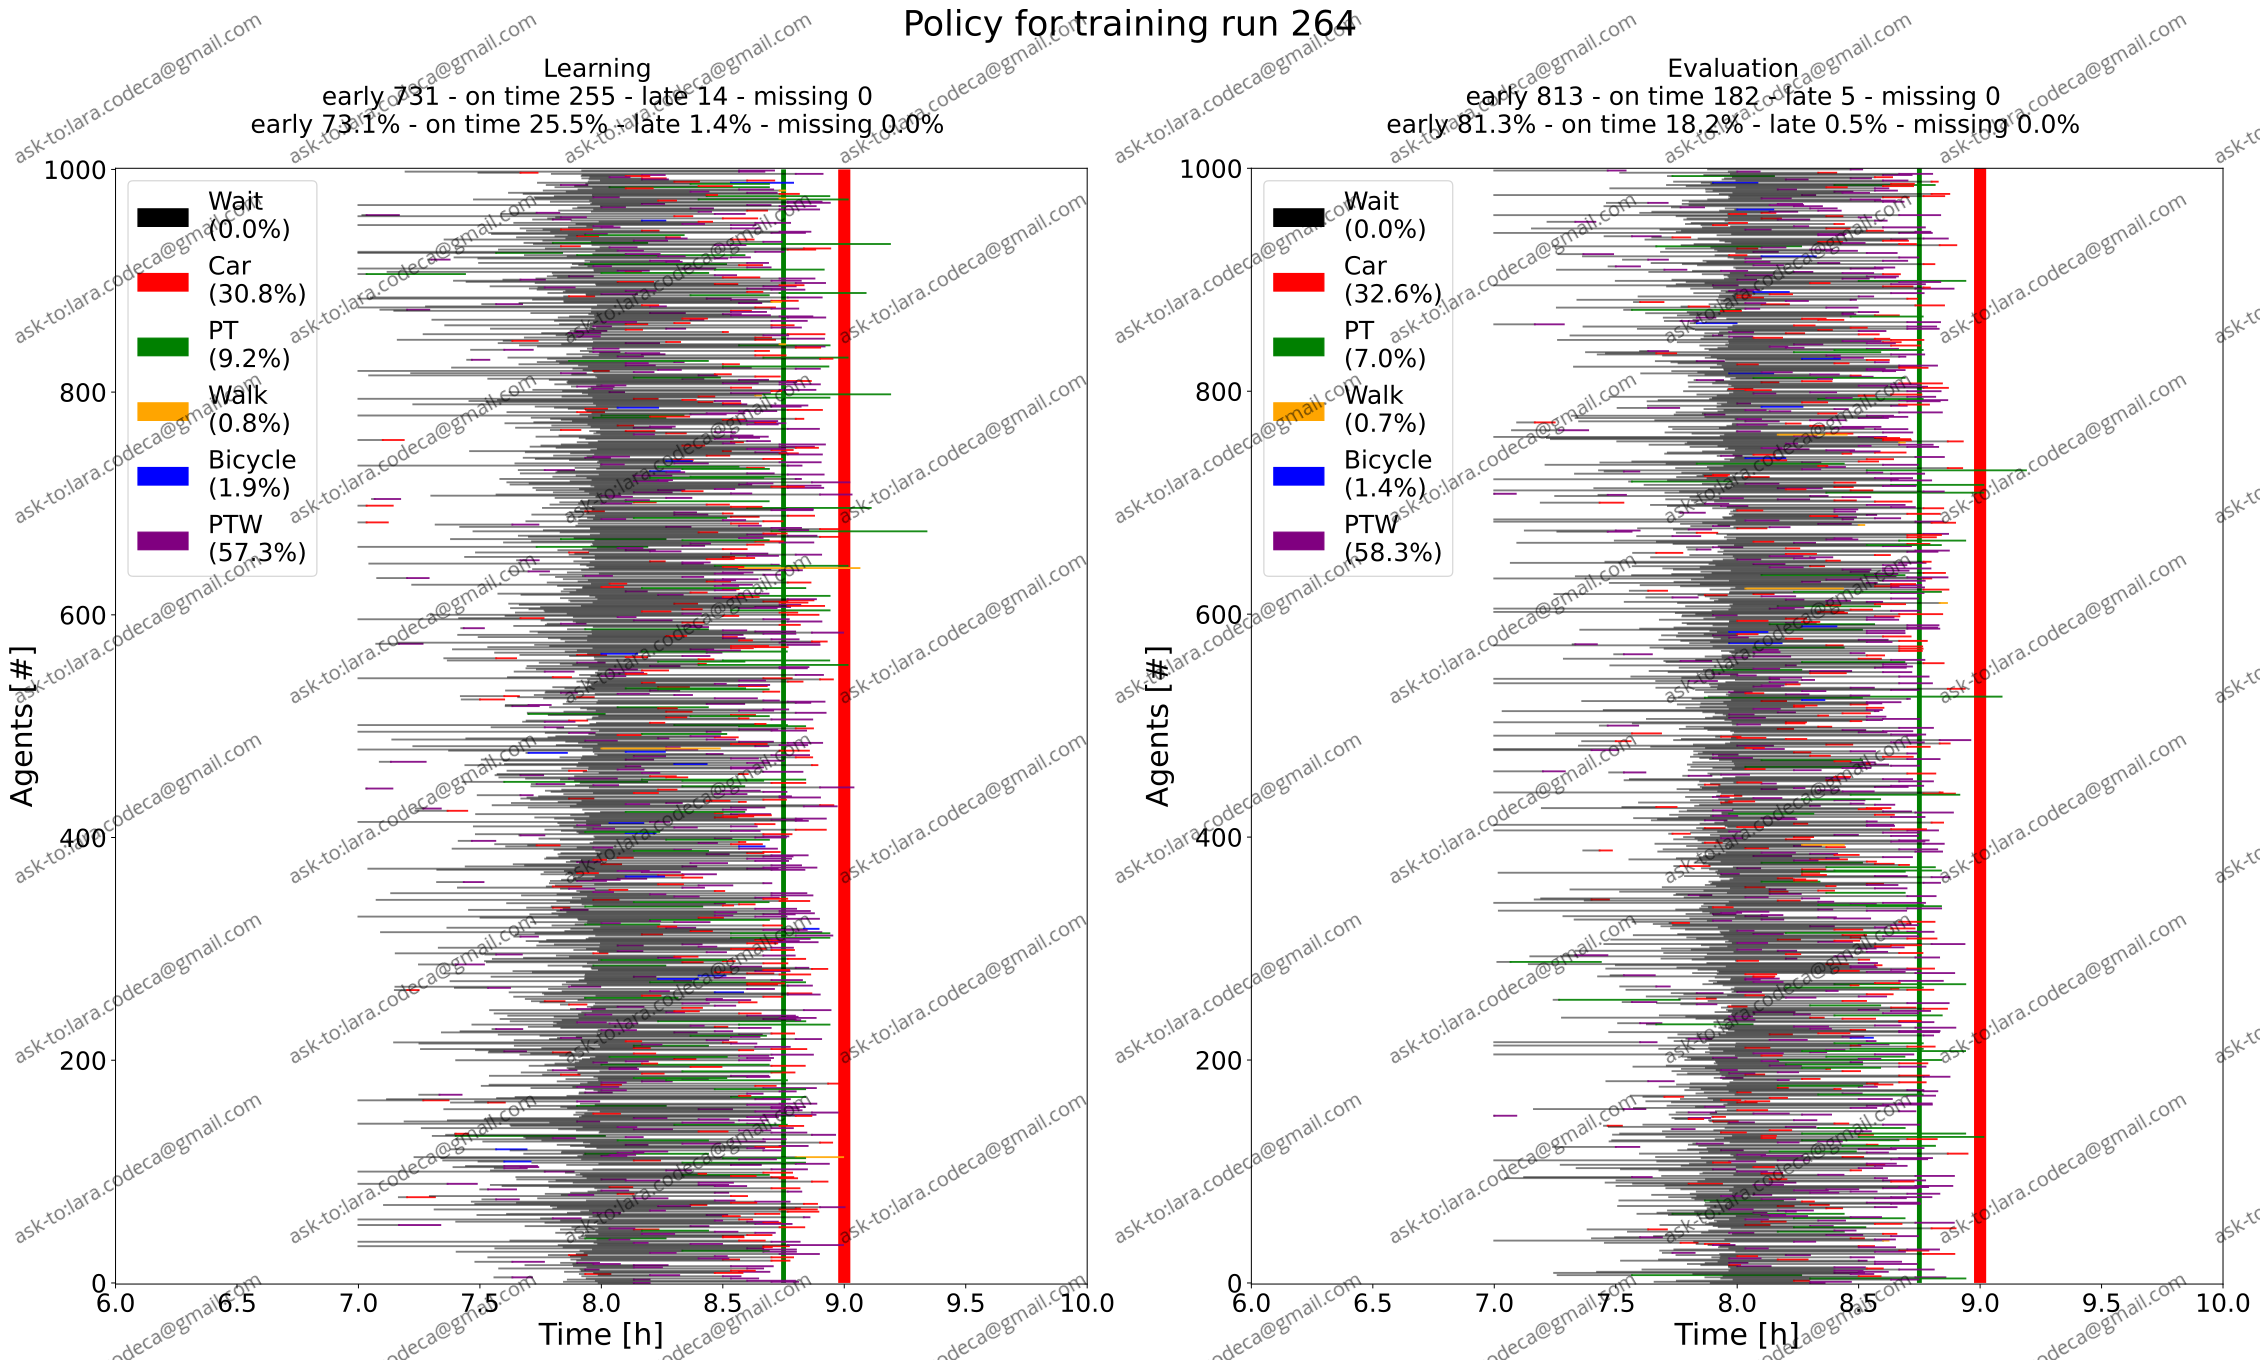 Policy for training run 264
Learning
early 731 - on time 255 - late 14 - missing 0
early 73.1% - on time 25.5% - late 1.4% - missing 0.0%
Wait
(0.0%)
Car
(30.8%)
PT
(9.2%)
Walk
(0.8%)
Bicycle
(1.9%)
PTW
(57.3%)
1000
800
600
400
200
0
Agents [#]
6.0 6.5 7.0 7.5 8.0 8.5 9.0 9.5 10.0
Time [h]
Evaluation
early 813 - on time 182 - late 5 - missing 0
early 81.3% - on time 18.2% - late 0.5% - missing 0.0%
Wait
(0.0%)
Car
(32.6%)
PT
(7.0%)
Walk
(0.7%)
Bicycle
(1.4%)
PTW
(58.3%)
1000
800
600
400
200
0
Agents [#]
6.0 6.5 7.0 7.5 8.0 8.5 9.0 9.5 10.0
Time [h]
ask-to:lara.codeca@gmail.com